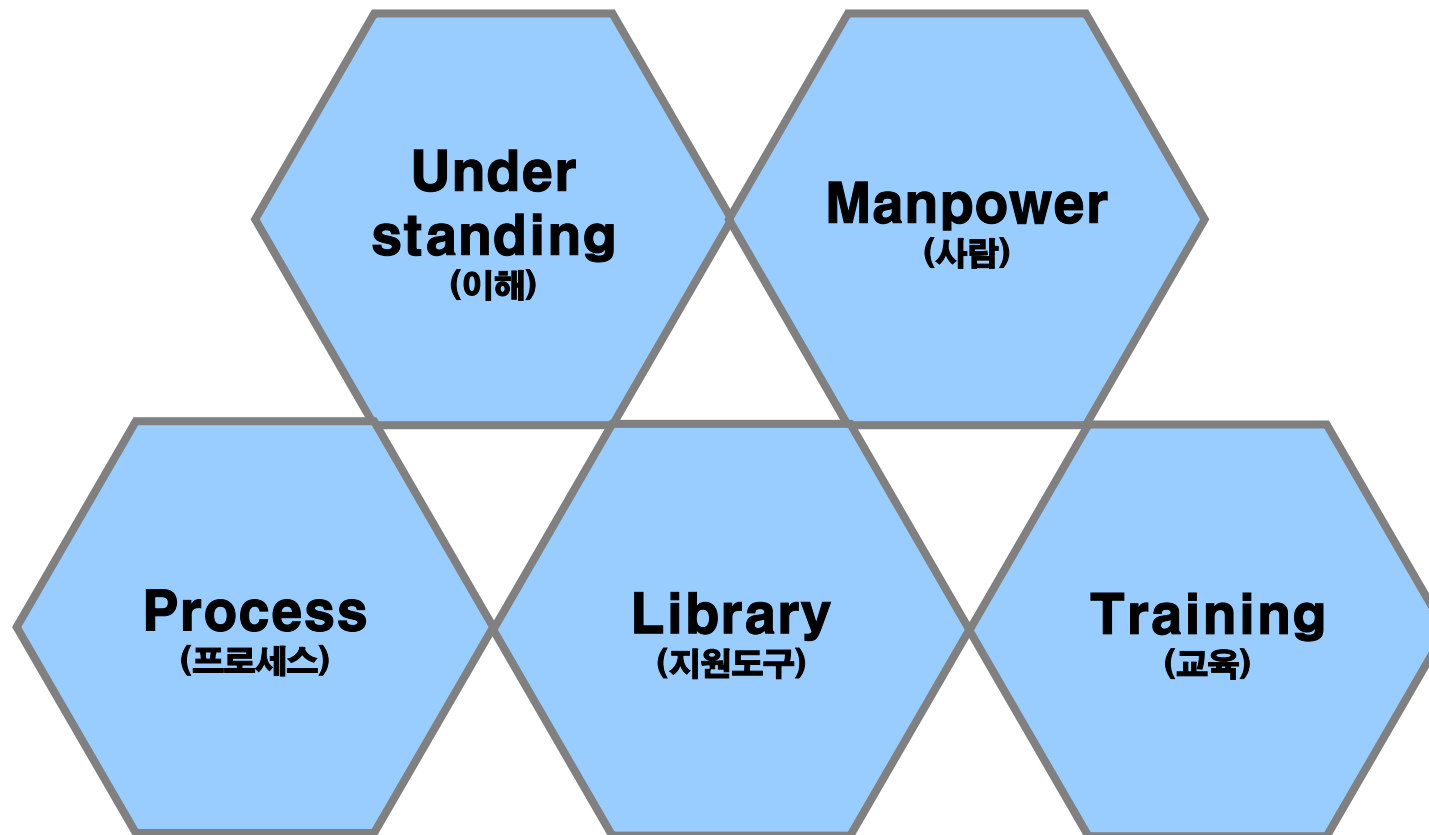 Under
standing
(이해)
Manpower
(사람)
Process
(프로세스)
Library
(지원도구)
Training
(교육)